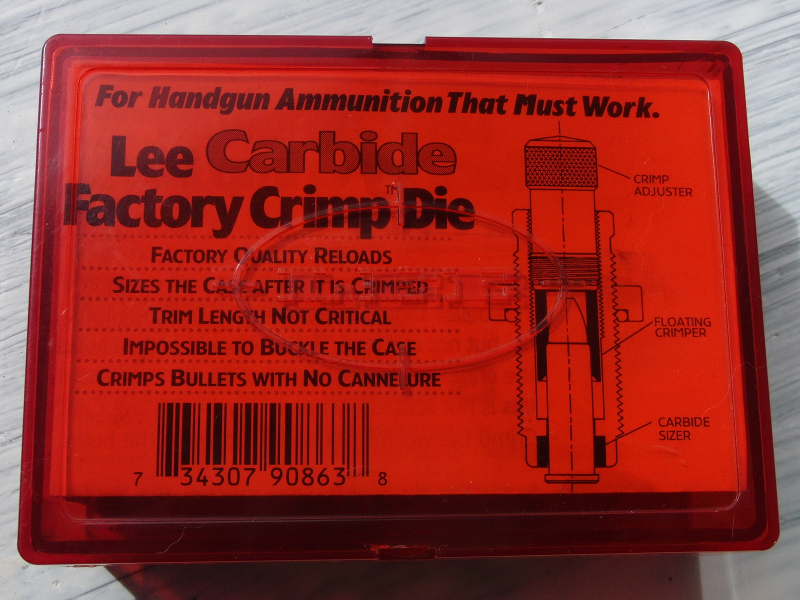 For Handgun Ammunition That Must Work.
Lee Carbide
Factory Crimp™ Die
FACTORY QUALITY RELOADS
SIZES THE CASE AFTER IT IS CRIMPED
TRIM LENGTH NOT CRITICAL
IMPOSSIBLE TO BUCKLE THE CASE
CRIMPS BULLETS WITH NO CANNELURE
7 34307 90863 8
CRIMP
ADJUSTER
FLOATING
CRIMPER
CARBIDE
SIZER